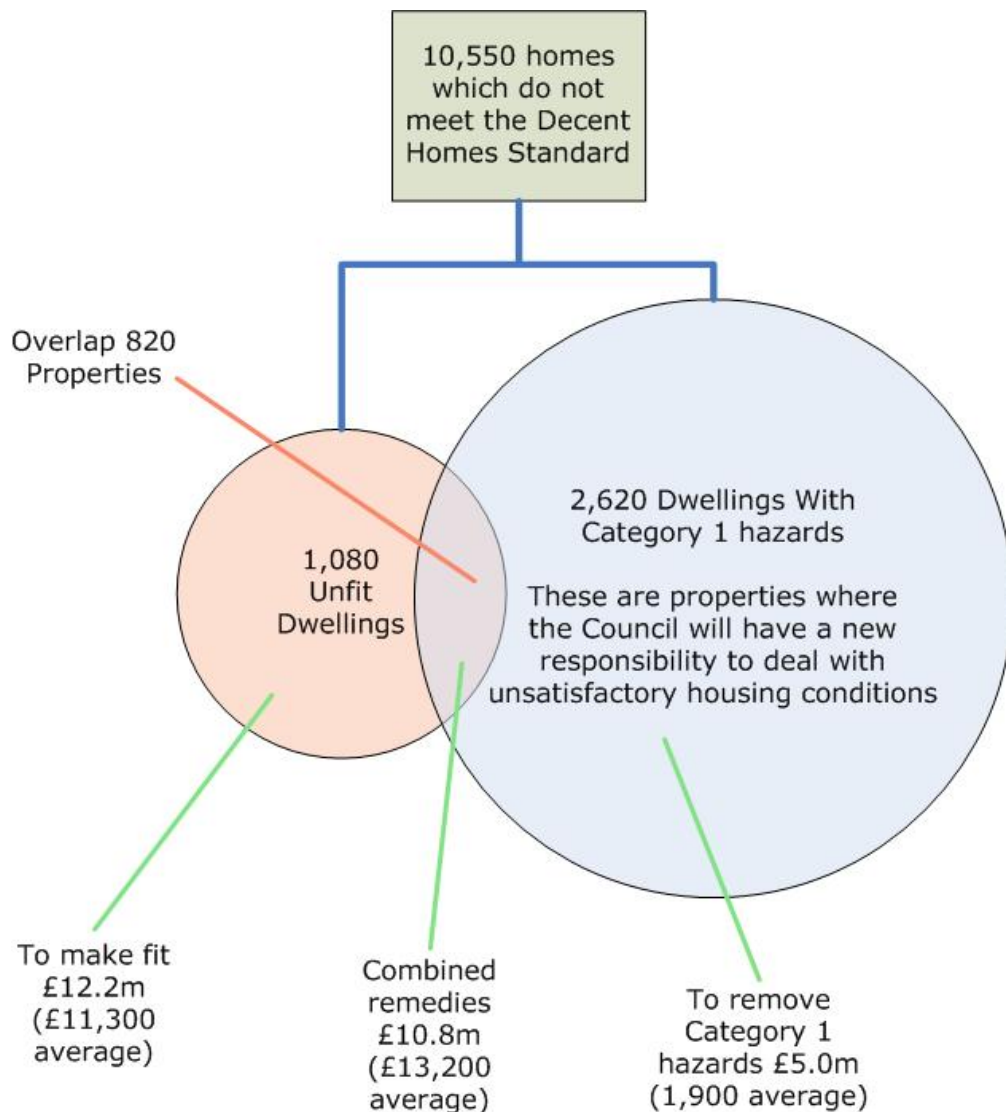 10,550 homes
which do not
meet the Decent
Homes Standard
Overlap 820
Properties
1,080
Unfit
Dwellings
2,620 Dwellings With
Category 1 hazards
These are properties where
the Council will have a new
responsibility to deal with
unsatisfactory housing conditions
To make fit
£12.2m
(£11,300
average)
Combined
remedies
£10.8m
(£13,200
average)
To remove
Category 1
hazards £5.0m
(1,900 average)